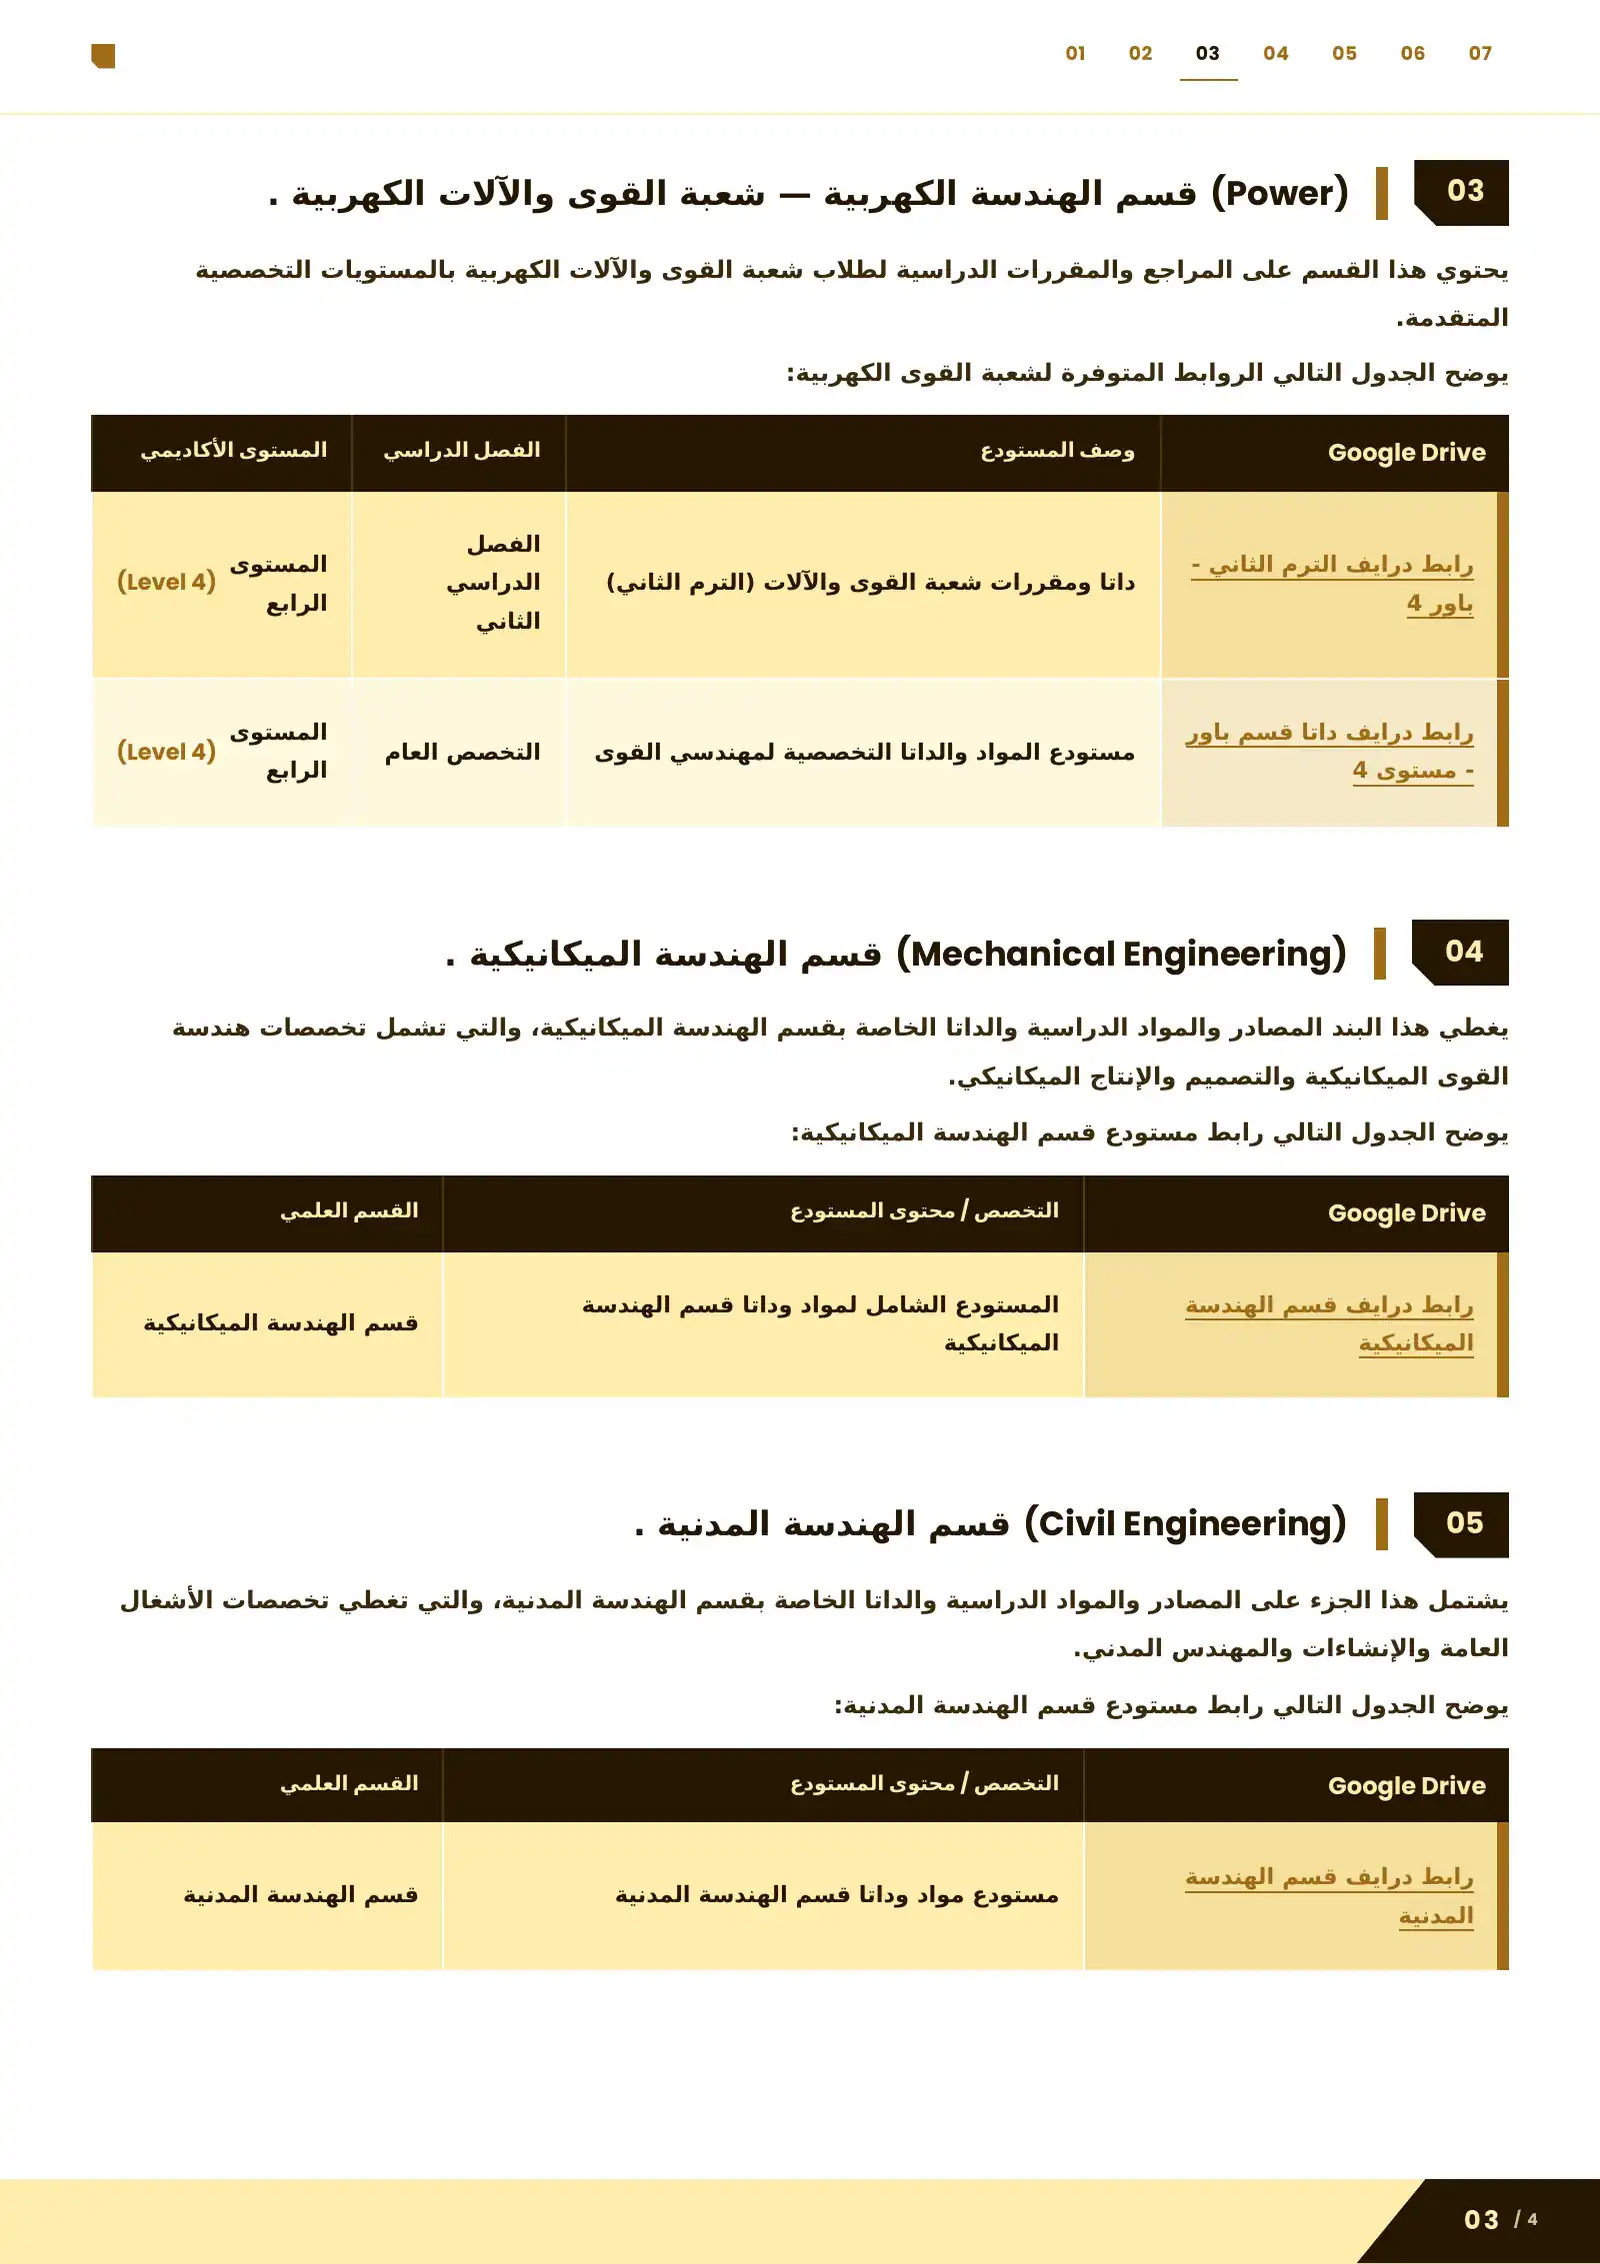 01 02 03 04 05 06 07
03
(Power) قسم الهندسة الكهربية — شعبة القوى والآلات الكهربية .
يحتوي هذا القسم على المراجع والمقررات الدراسية لطلاب شعبة القوى والآلات الكهربية بالمستويات التخصصية
المتقدمة.
يوضح الجدول التالي الروابط المتوفرة لشعبة القوى الكهربية:
Google Drive
وصف المستودع
الفصل الدراسي
المستوى الأكاديمي
رابط درايف الترم الثاني -
باور 4
داتا ومقررات شعبة القوى والآلات (الترم الثاني)
الفصل
الدراسي
الثاني
المستوى
الرابع
(Level 4)
رابط درايف داتا قسم باور
- مستوى 4
مستودع المواد والداتا التخصصية لمهندسي القوى
التخصص العام
المستوى
الرابع
(Level 4)
04
(Mechanical Engineering) قسم الهندسة الميكانيكية .
يغطي هذا البند المصادر والمواد الدراسية والداتا الخاصة بقسم الهندسة الميكانيكية، والتي تشمل تخصصات هندسة
القوى الميكانيكية والتصميم والإنتاج الميكانيكي.
يوضح الجدول التالي رابط مستودع قسم الهندسة الميكانيكية:
Google Drive
التخصص / محتوى المستودع
القسم العلمي
رابط درايف قسم الهندسة
الميكانيكية
المستودع الشامل لمواد وداتا قسم الهندسة
الميكانيكية
قسم الهندسة الميكانيكية
05
(Civil Engineering) قسم الهندسة المدنية .
يشتمل هذا الجزء على المصادر والمواد الدراسية والداتا الخاصة بقسم الهندسة المدنية، والتي تغطي تخصصات الأشغال
العامة والإنشاءات والمهندس المدني.
يوضح الجدول التالي رابط مستودع قسم الهندسة المدنية:
Google Drive
التخصص / محتوى المستودع
القسم العلمي
رابط درايف قسم الهندسة
المدنية
مستودع مواد وداتا قسم الهندسة المدنية
قسم الهندسة المدنية
03 / 4